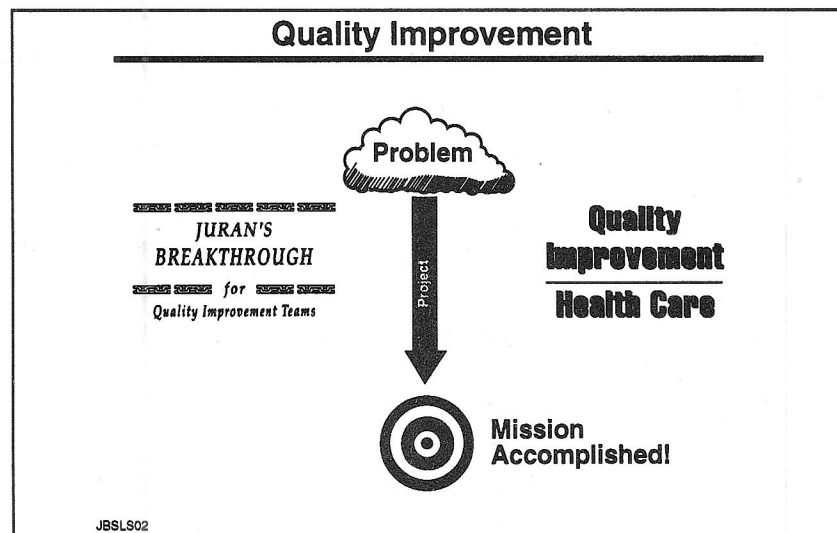 Quality Improvement
Problem
JURAN'S
BREAKTHROUGH
for
Quality Improvement Teams
Project
Quality
Improvement
Health Care
Mission
Accomplished!
JBSLS02